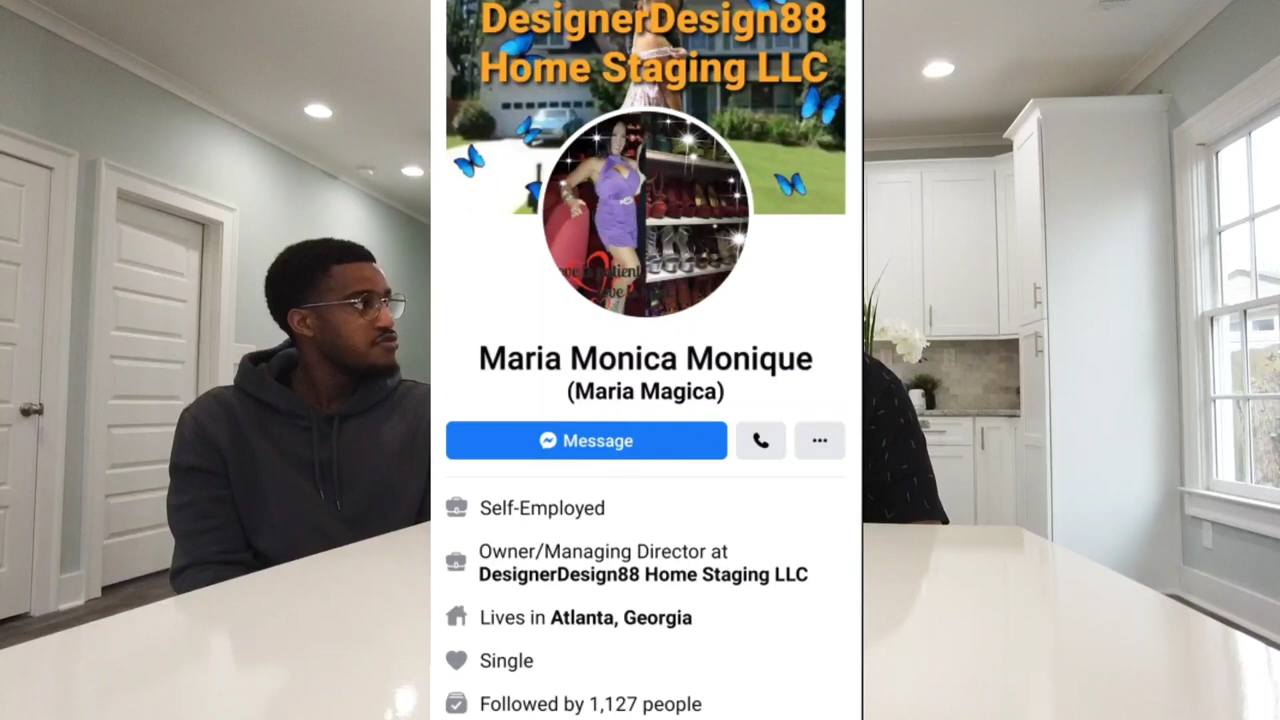 DesignerDesign88
Home Staging LLC
Maria Monica Monique
(Maria Magica)
Message
Self-Employed
Owner/Managing Director at
DesignerDesign88 Home Staging LLC
Lives in Atlanta, Georgia
Single
Followed by 1,127 people